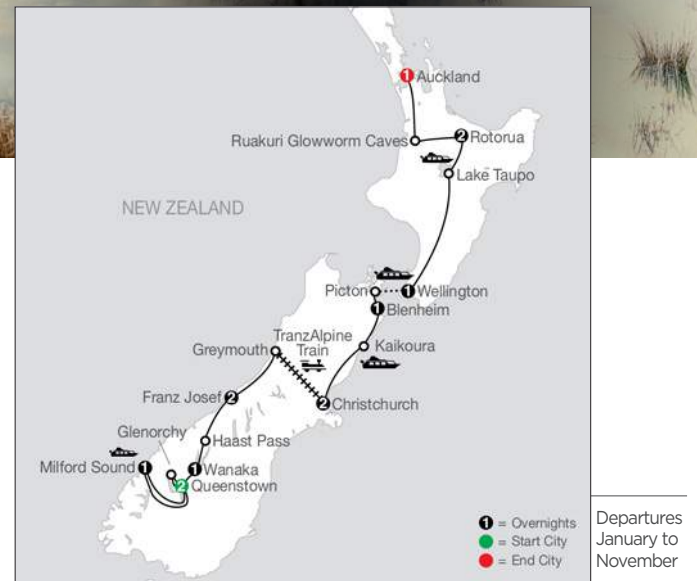 1 Auckland
Ruakuri Glowworm Caves
2 Rotorua
Lake Taupo
NEW ZEALAND
Picton
1 Wellington
1 Blenheim
TranzAlpine
Train
Greymouth
Kaikoura
Franz Josef 2
2 Christchurch
Glenorchy
Haast Pass
Milford Sound 1
1 Wanaka
2 Queenstown
1 = Overnights
= Start City
= End City
Departures
January to
November